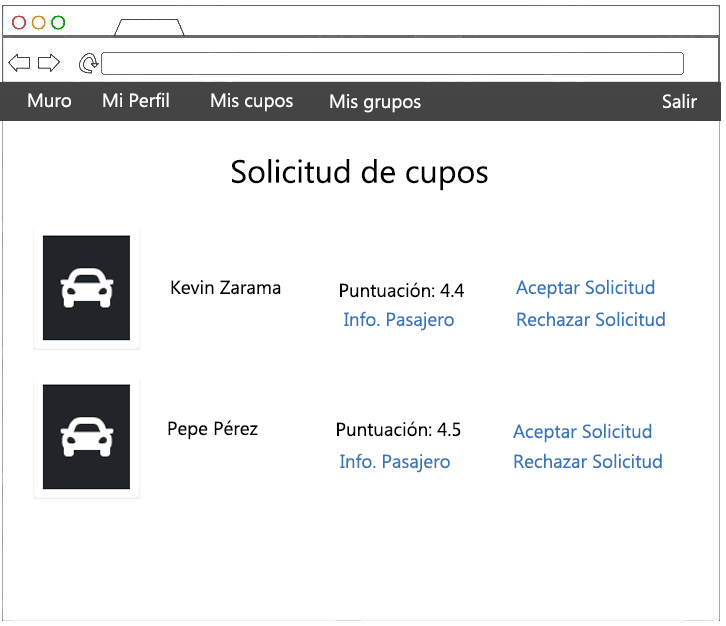 Muro Mi Perfil Mis cupos Mis grupos Salir
Solicitud de cupos
Kevin Zarama Puntuación: 4.4 Aceptar Solicitud
Info. Pasajero Rechazar Solicitud
Pepe Pérez Puntuación: 4.5 Aceptar Solicitud
Info. Pasajero Rechazar Solicitud